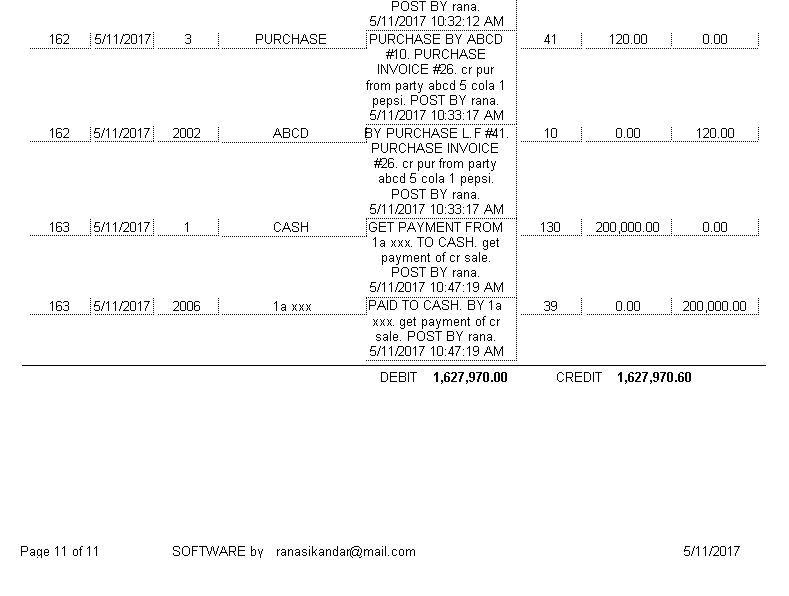 POST BY rana.
5/11/2017 10:32:12 AM
162 5/11/2017 3 PURCHASE PURCHASE BY ABCD 41 120.00 0.00
#10. PURCHASE
INVOICE #26. cr pur
from party abcd 5 cola 1
pepsi. POST BY rana.
5/11/2017 10:33:17 AM
162 5/11/2017 2002 ABCD BY PURCHASE L.F #41. 10 0.00 120.00
PURCHASE INVOICE
#26. cr pur from party
abcd 5 cola 1 pepsi.
POST BY rana.
5/11/2017 10:33:17 AM
163 5/11/2017 1 CASH GET PAYMENT FROM 130 200,000.00 0.00
1a xxx. TO CASH. get
payment of cr sale.
POST BY rana.
5/11/2017 10:47:19 AM
163 5/11/2017 2006 1a xxx PAID TO CASH. BY 1a 39 0.00 200,000.00
xxx. get payment of cr
sale. POST BY rana.
5/11/2017 10:47:19 AM
DEBIT 1,627,970.00 CREDIT 1,627,970.60
Page 11 of 11 SOFTWARE by ranasikandar@mail.com 5/11/2017